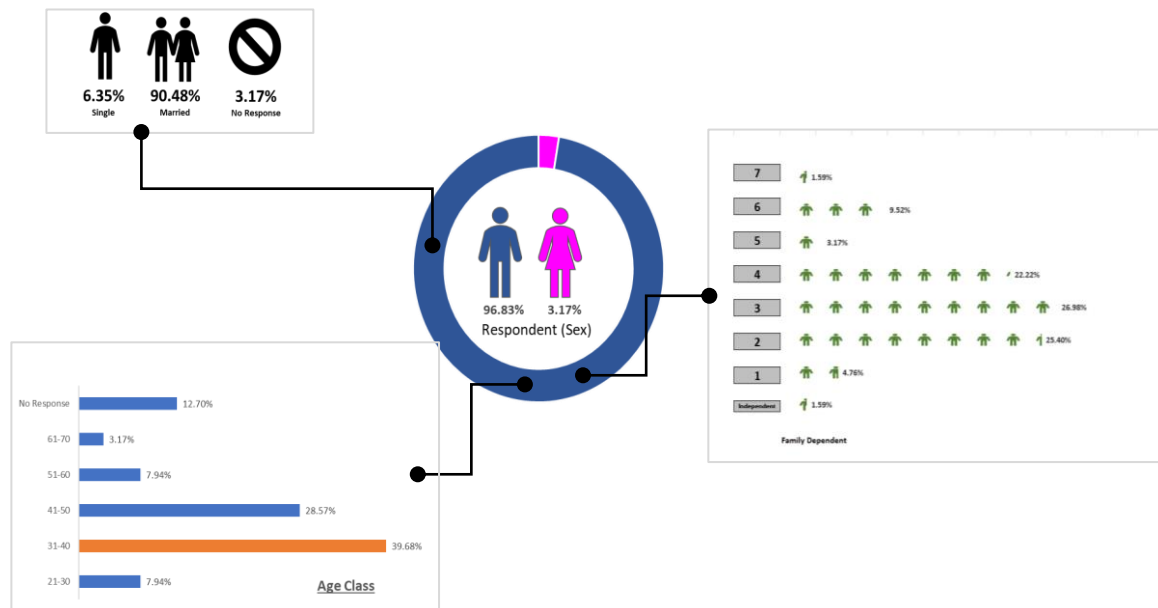 6.35% 90.48% 3.17%
Single Married No Response
96.83% 3.17%
Respondent (Sex)
7 1.59%
6 9.52%
5 3.17%
4 22.22%
3 26.98%
2 25.40%
1 4.76%
Independent 1.59%
Family Dependent
No Response 12.70%
61-70 3.17%
51-60 7.94%
41-50 28.57%
31-40 39.68%
21-30 7.94%
Age Class